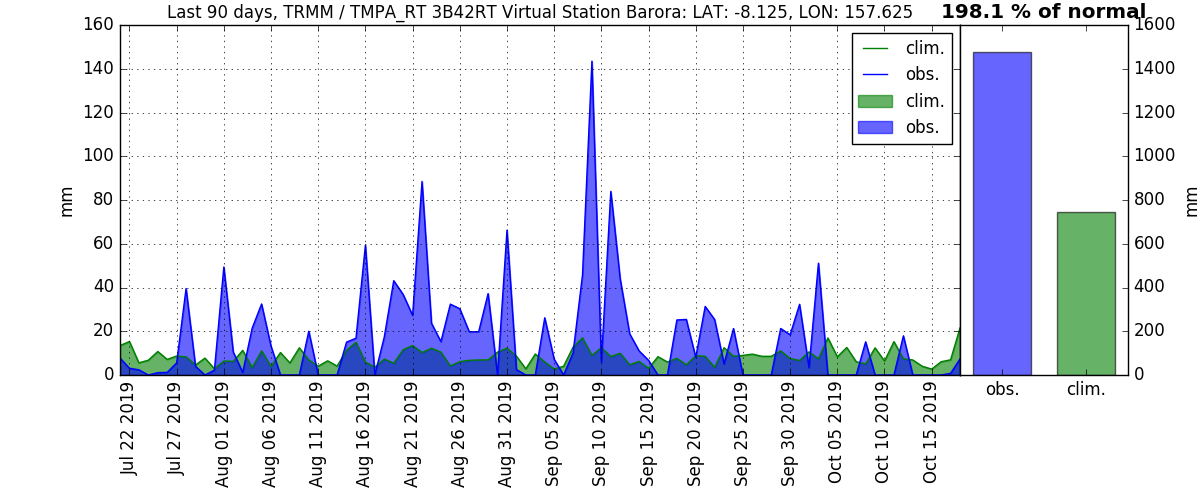 Last 90 days, TRMM / TMPA_RT 3B42RT Virtual Station Barora: LAT: -8.125, LON: 157.625
198.1 % of normal
160
140
120
100
80
60
40
20
0
mm
clim.
obs.
clim.
obs.
1600
1400
1200
1000
800
600
400
200
0
mm
obs.
clim.
Jul 22 2019
Jul 27 2019
Aug 01 2019
Aug 06 2019
Aug 11 2019
Aug 16 2019
Aug 21 2019
Aug 26 2019
Aug 31 2019
Sep 05 2019
Sep 10 2019
Sep 15 2019
Sep 20 2019
Sep 25 2019
Sep 30 2019
Oct 05 2019
Oct 10 2019
Oct 15 2019